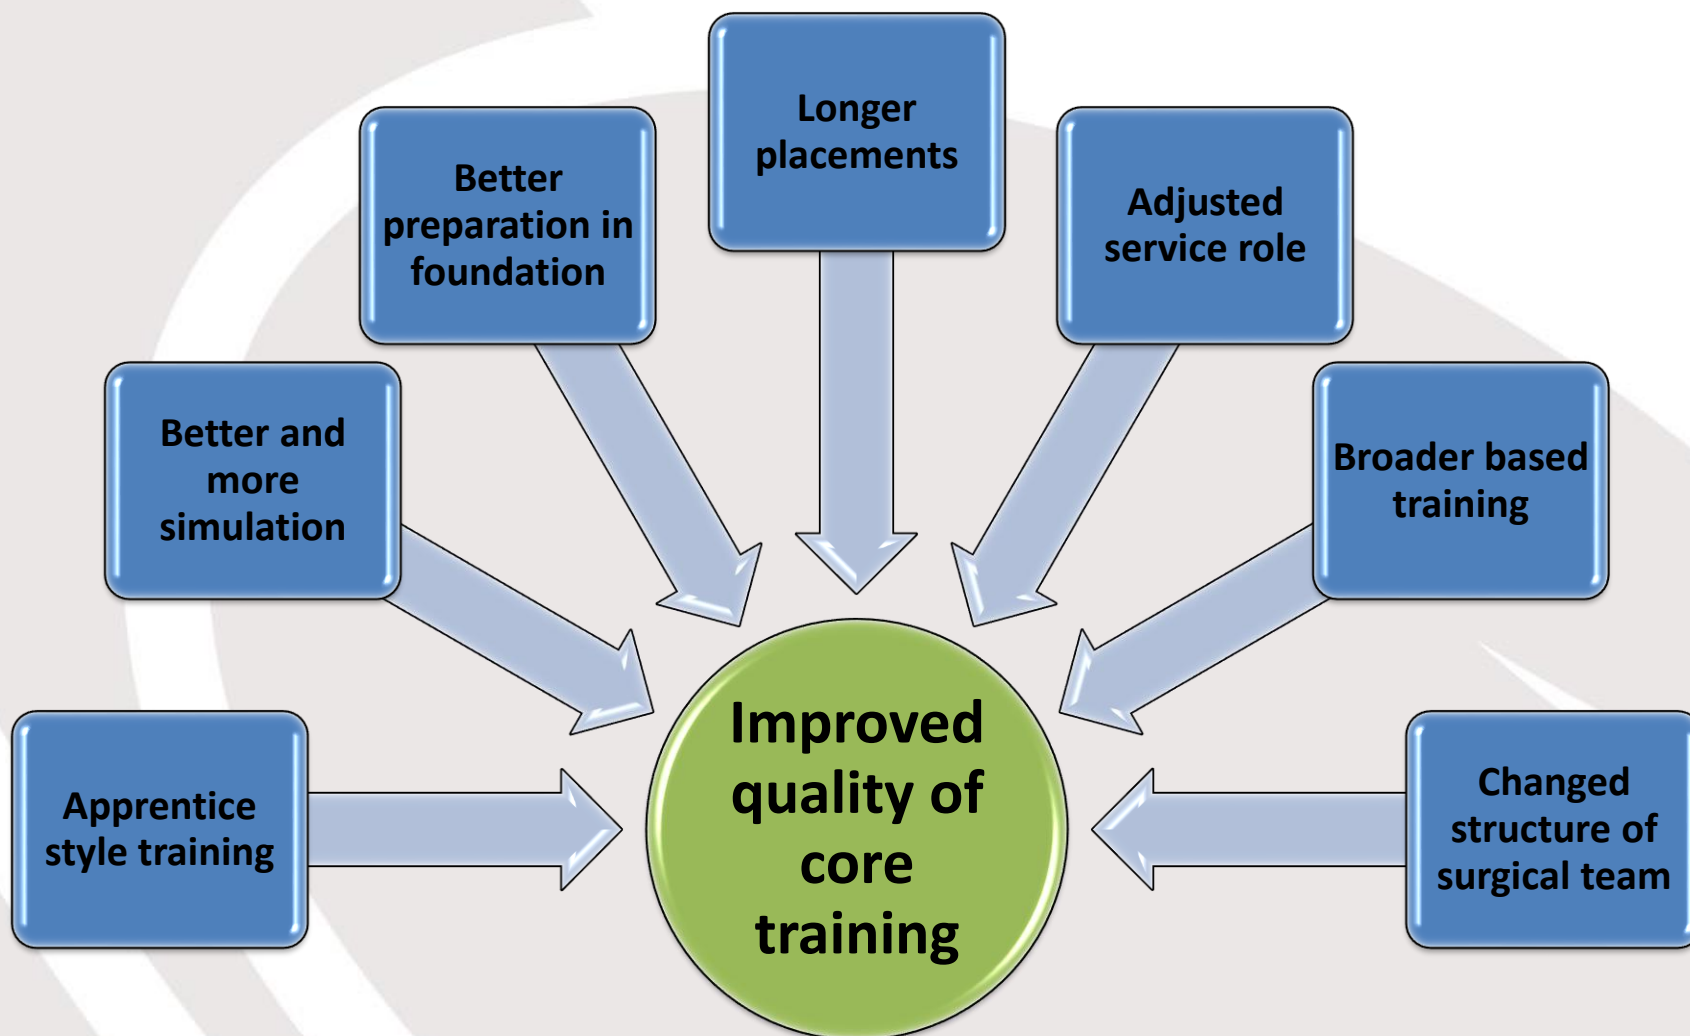 Longer
placements
Better
preparation in
foundation
Adjusted
service role
Better and
more
simulation
Broader based
training
Apprentice
style training
Improved
quality of
core
training
Changed
structure of
surgical team